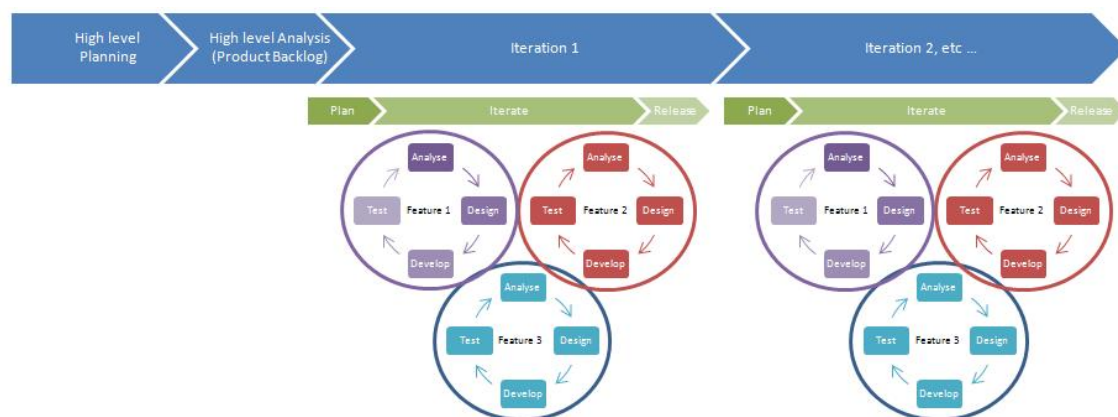 High level
Planning
High level Analysis
(Product Backlog)
Iteration 1
Iteration 2, etc ...
Plan
Iterate
Release
Plan
Iterate
Release
Analyse
Test
Feature 1
Design
Develop
Analyse
Test
Feature 2
Design
Develop
Analyse
Test
Feature 3
Design
Develop
Analyse
Test
Feature 1
Design
Develop
Analyse
Test
Feature 2
Design
Develop
Analyse
Test
Feature 3
Design
Develop